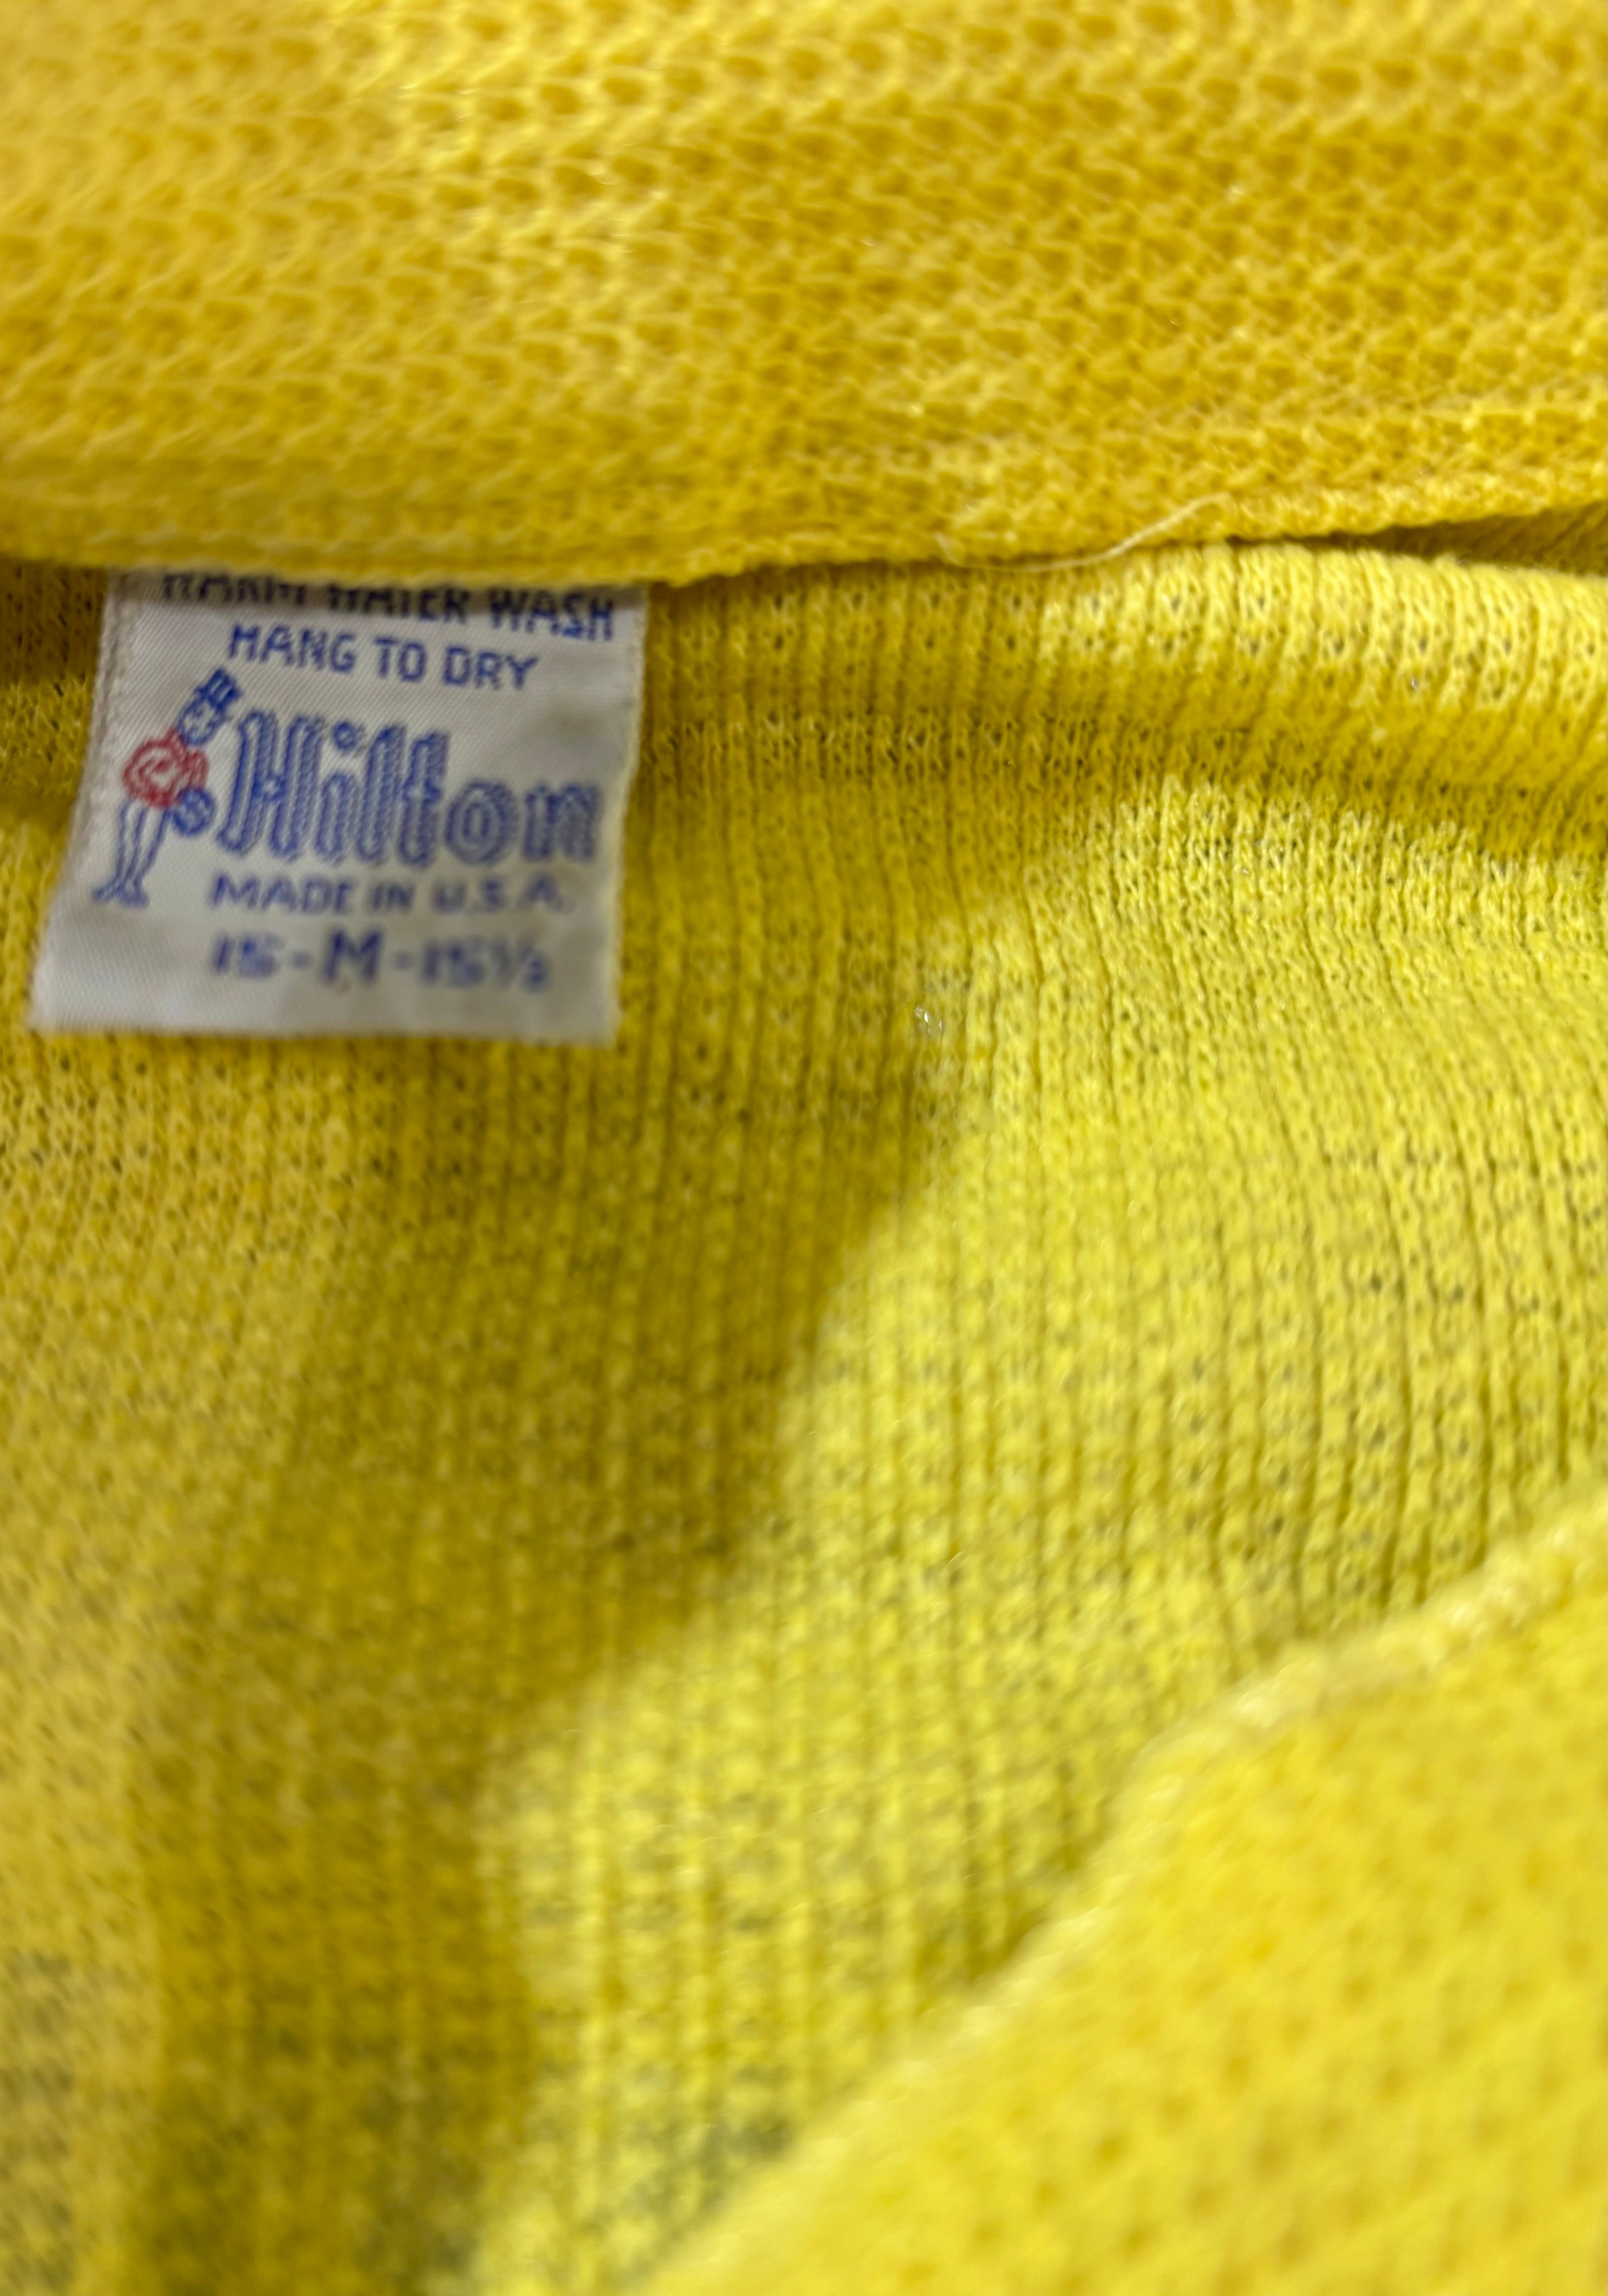 WARM WATER WASH
HANG TO DRY
Hilton
MADE IN U.S.A.
15-M-15½